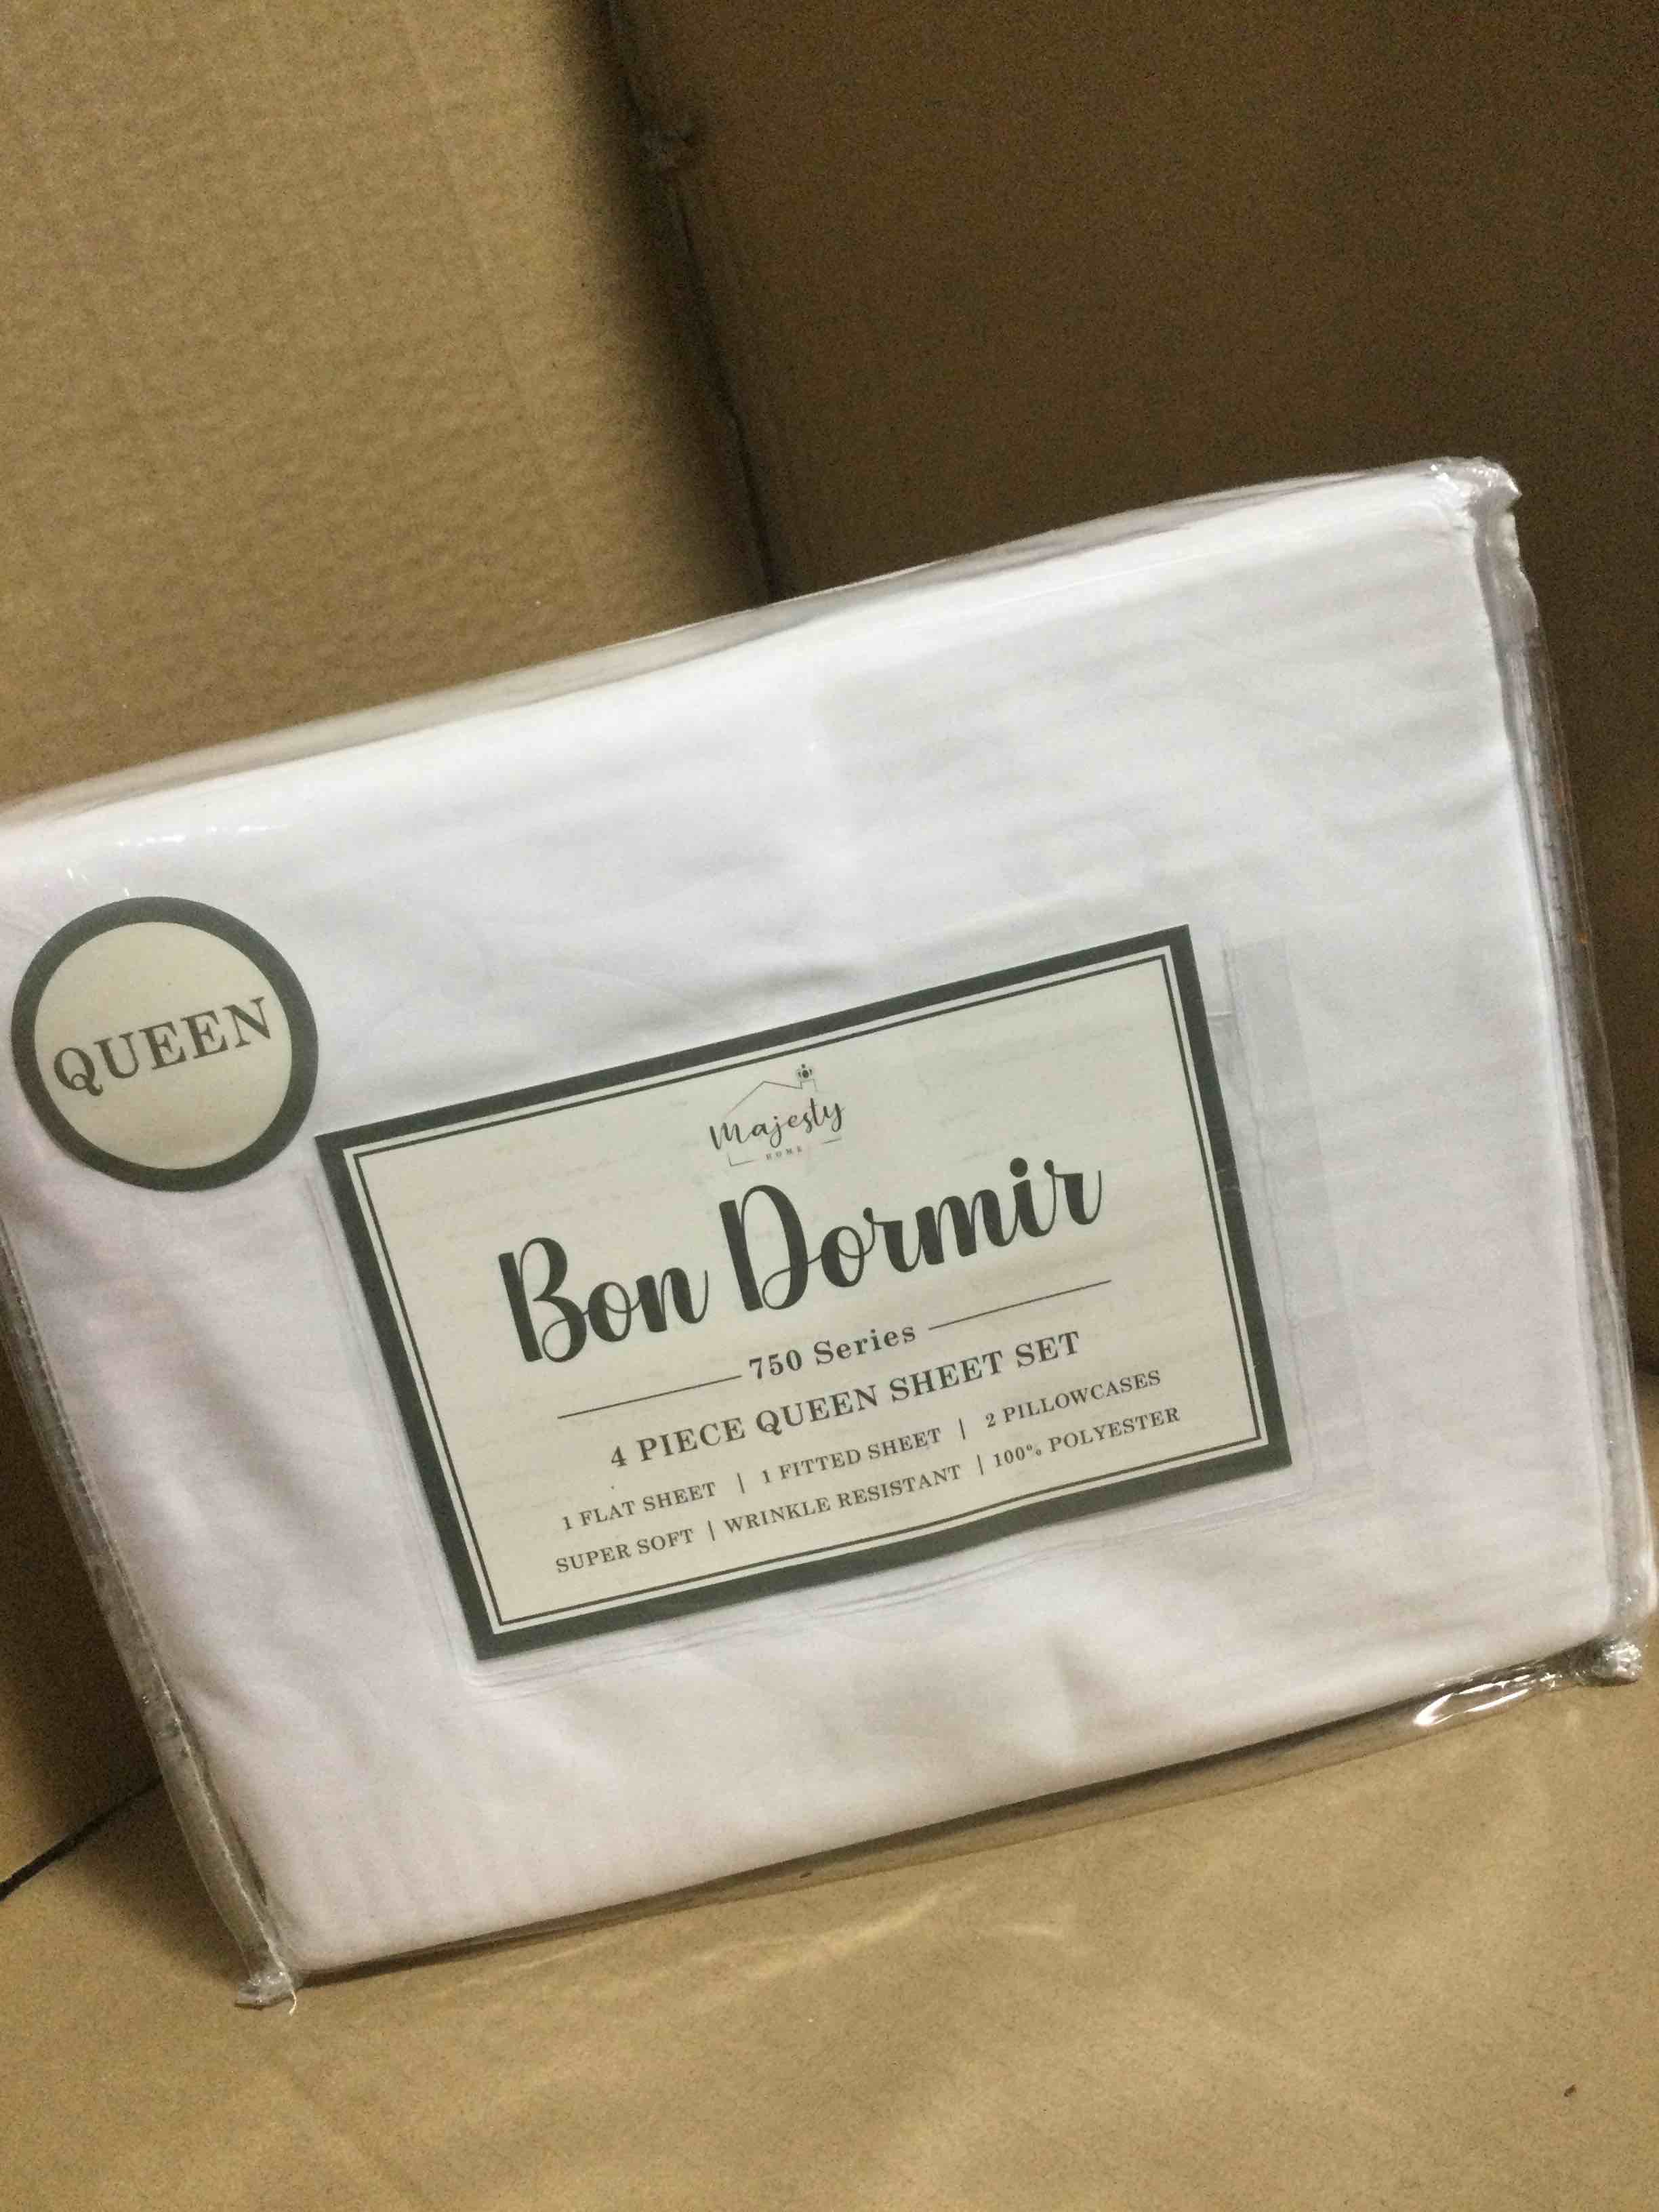 QUEEN
Majesty
HOME
Bon Dormir
750 Series
4 PIECE QUEEN SHEET SET
1 FLAT SHEET | 1 FITTED SHEET | 2 PILLOWCASES
SUPER SOFT | WRINKLE RESISTANT | 100% POLYESTER